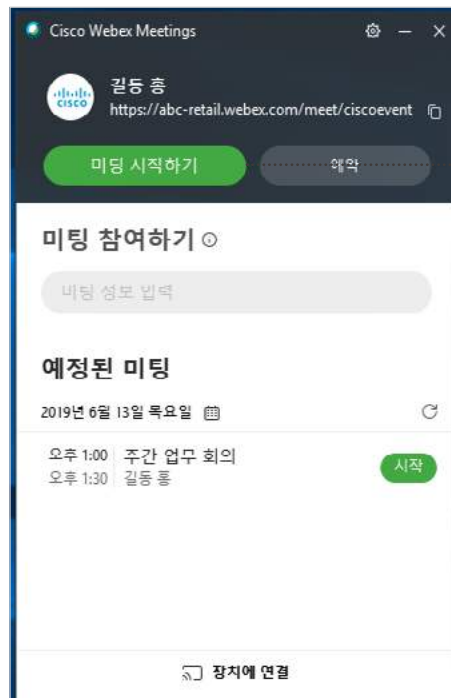 Cisco Webex Meetings
CISCO
길동 홍
https://abc-retail.webex.com/meet/ciscoevent
미팅 시작하기
예약
미팅 참여하기
미팅 정보 입력
예정된 미팅
2019년 6월 13일 목요일
오후 1:00 주간 업무 회의
시작
오후 1:30 길동 홍
장치에 연결